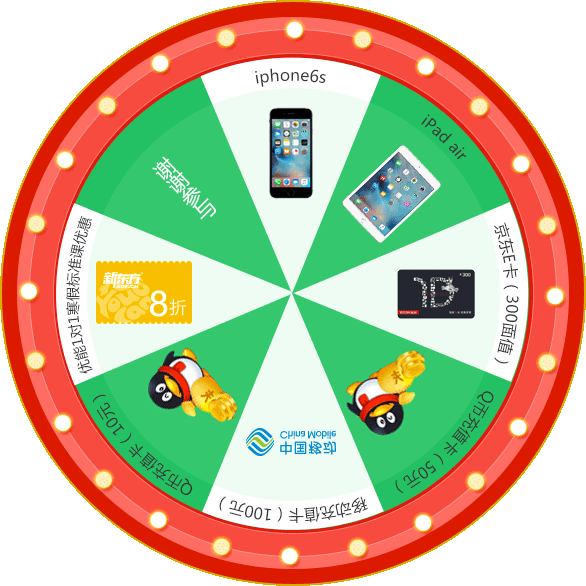 iphone6s
iPad air
京东E卡（300面值）
¥300
Q币充值卡（50元）
移动充值卡（100元）
中国移动
China Mobile
Q币充值卡（10元）
优能1对1寒假标准课优惠
新东方
8折
谢谢参与